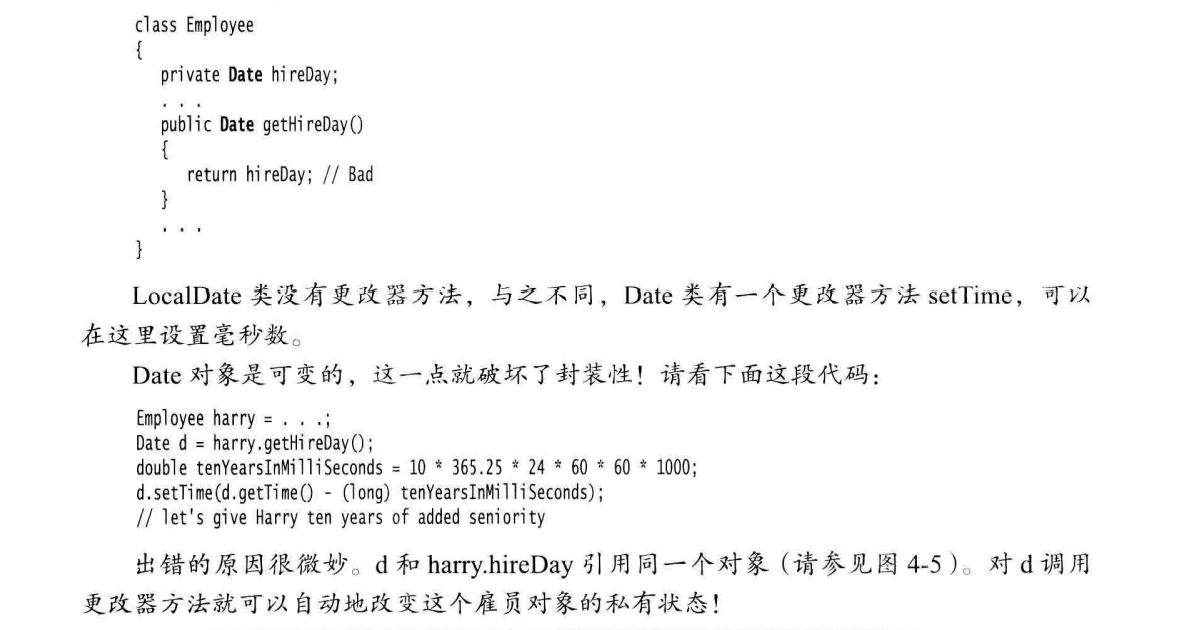 class Employee
{
private Date hireDay;
. . .
public Date getHireDay()
{
return hireDay; // Bad
}
. . .
}
LocalDate 类没有更改器方法，与之不同，Date 类有一个更改器方法 setTime，可以
在这里设置毫秒数。
Date 对象是可变的，这一点就破坏了封装性！请看下面这段代码：
Employee harry = . . .;
Date d = harry.getHireDay();
double tenYearsInMilliSeconds = 10 * 365.25 * 24 * 60 * 60 * 1000;
d.setTime(d.getTime() - (long) tenYearsInMilliSeconds);
// let's give Harry ten years of added seniority
出错的原因很微妙。d 和 harry.hireDay 引用同一个对象（请参见图 4-5）。对 d 调用
更改器方法就可以自动地改变这个雇员对象的私有状态！